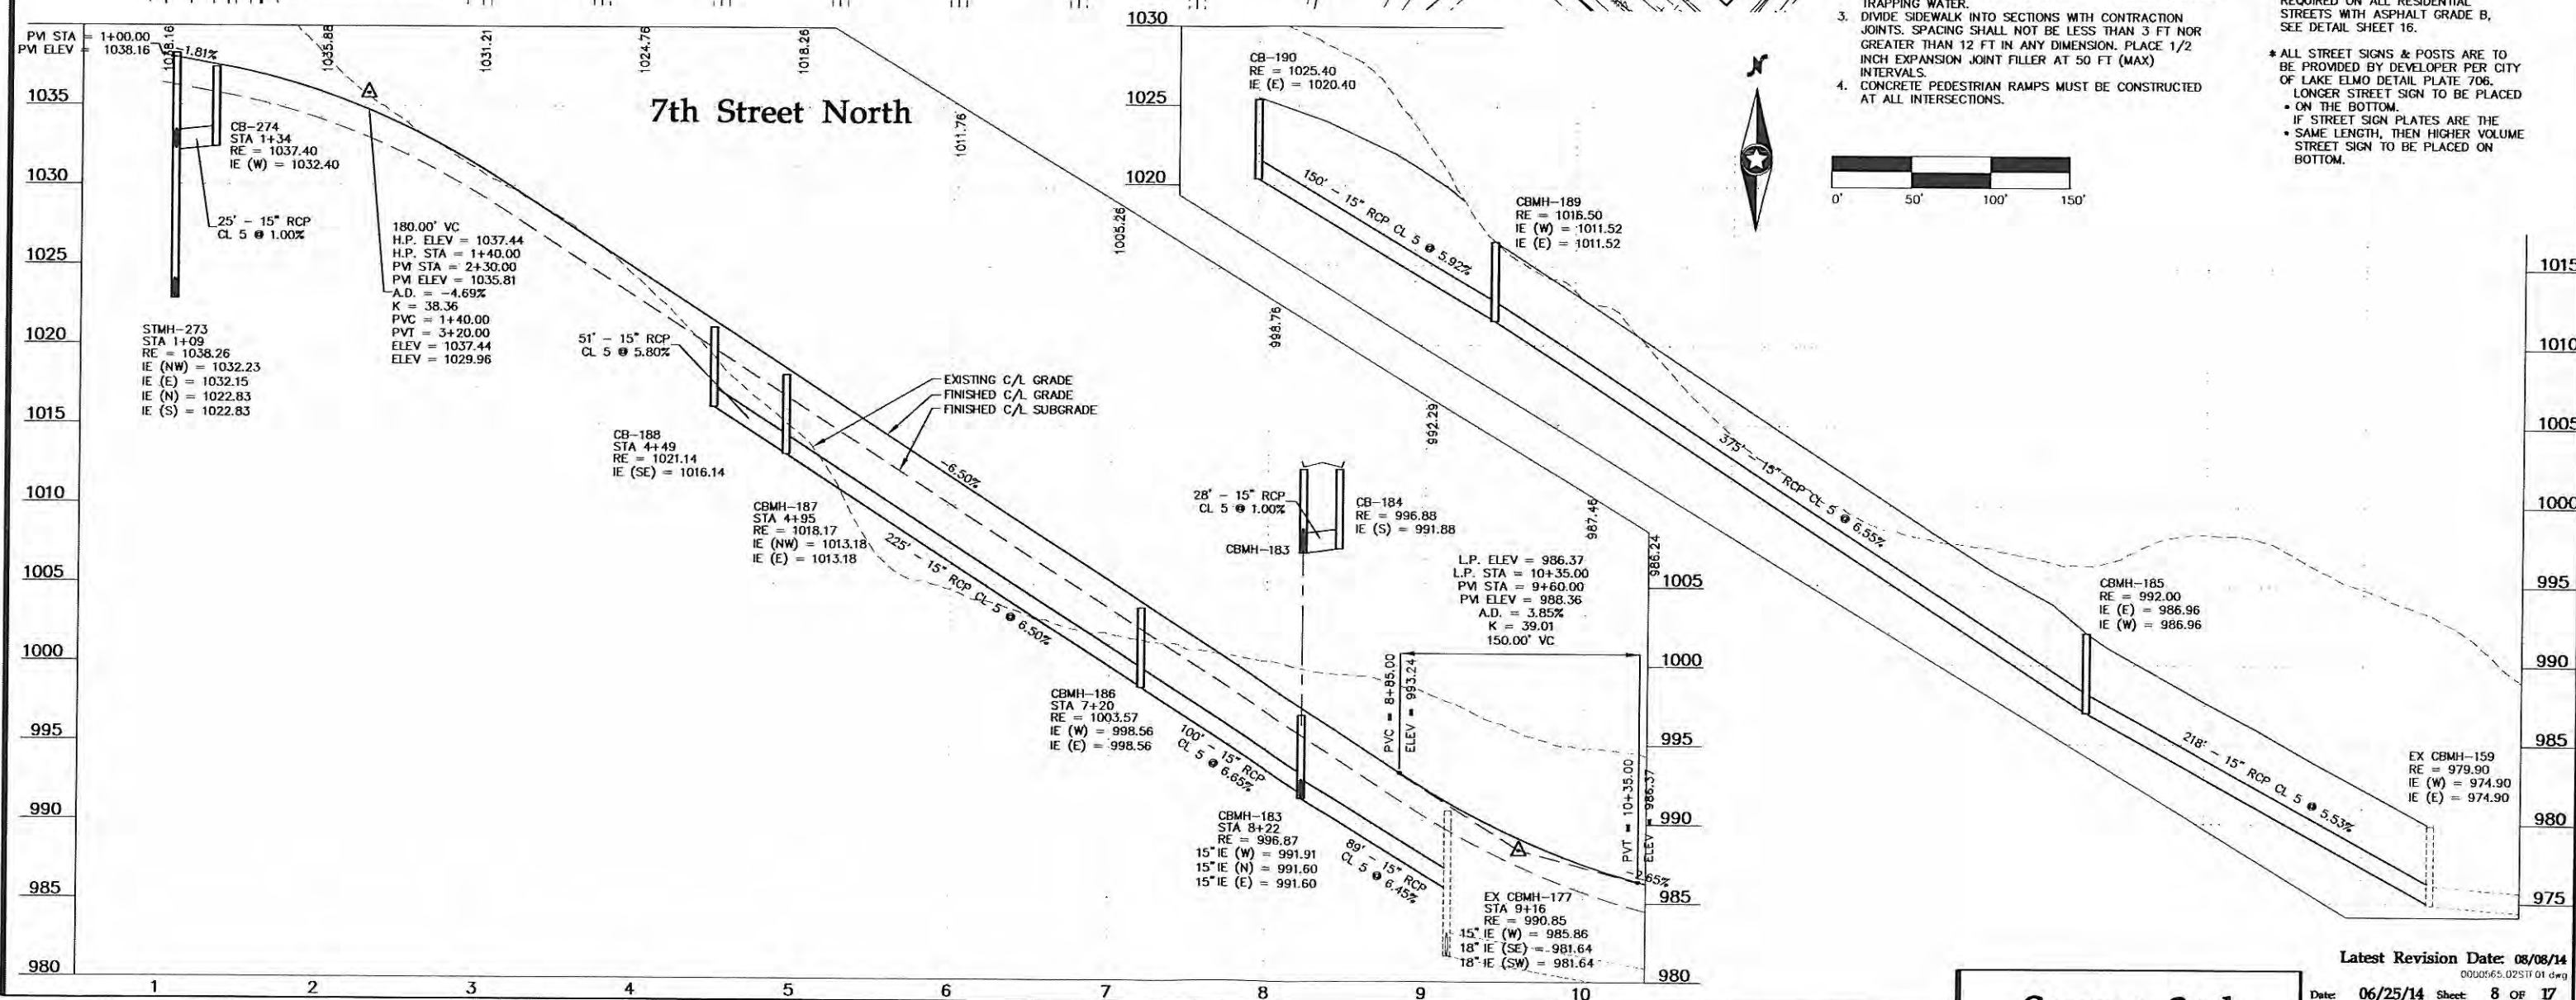 TRAPPING WATER.
3. DIVIDE SIDEWALK INTO SECTIONS WITH CONTRACTION
JOINTS. SPACING SHALL NOT BE LESS THAN 3 FT NOR
GREATER THAN 12 FT IN ANY DIMENSION. PLACE 1/2
INCH EXPANSION JOINT FILLER AT 50 FT (MAX)
INTERVALS.
4. CONCRETE PEDESTRIAN RAMPS MUST BE CONSTRUCTED
AT ALL INTERSECTIONS.
REQUIRED ON ALL RESIDENTIAL
STREETS WITH ASPHALT GRADE B,
SEE DETAIL SHEET 16.
* ALL STREET SIGNS & POSTS ARE TO
BE PROVIDED BY DEVELOPER PER CITY
OF LAKE ELMO DETAIL PLATE 706.
LONGER STREET SIGN TO BE PLACED
• ON THE BOTTOM.
IF STREET SIGN PLATES ARE THE
• SAME LENGTH, THEN HIGHER VOLUME
STREET SIGN TO BE PLACED ON
BOTTOM.
N
0' 50' 100' 150'
7th Street North
PVI STA = 1+00.00
PVI ELEV = 1038.16
1038.16
-1.81%
1035.88
1031.21
1024.76
1018.26
1011.76
1005.26
998.76
992.29
987.46
986.24
1035
1030
1025
1020
1015
1010
1005
1000
995
990
985
980
CB-274
STA 1+34
RE = 1037.40
IE (W) = 1032.40
25' - 15" RCP
CL 5 @ 1.00%
STMH-273
STA 1+09
RE = 1038.26
IE (NW) = 1032.23
IE (E) = 1032.15
IE (N) = 1022.83
IE (S) = 1022.83
180.00' VC
H.P. ELEV = 1037.44
H.P. STA = 1+40.00
PVI STA = 2+30.00
PVI ELEV = 1035.81
A.D. = -4.69%
K = 38.36
PVC = 1+40.00
PVT = 3+20.00
ELEV = 1037.44
ELEV = 1029.96
51' - 15" RCP
CL 5 @ 5.80%
CB-188
STA 4+49
RE = 1021.14
IE (SE) = 1016.14
CBMH-187
STA 4+95
RE = 1018.17
IE (NW) = 1013.18
IE (E) = 1013.18
EXISTING C/L GRADE
FINISHED C/L GRADE
FINISHED C/L SUBGRADE
-6.50%
225' - 15" RCP CL 5 @ 6.50%
CBMH-186
STA 7+20
RE = 1003.57
IE (W) = 998.56
IE (E) = 998.56
100' - 15" RCP
CL 5 @ 6.65%
28' - 15" RCP
CL 5 @ 1.00%
CB-184
RE = 996.88
IE (S) = 991.88
CBMH-183
CBMH-183
STA 8+22
RE = 996.87
15" IE (W) = 991.91
15" IE (N) = 991.60
15" IE (E) = 991.60
89' - 15" RCP
CL 5 @ 6.45%
L.P. ELEV = 986.37
L.P. STA = 10+35.00
PVI STA = 9+60.00
PVI ELEV = 988.36
A.D. = 3.85%
K = 39.01
150.00' VC
PVC = 8+85.00
ELEV = 993.24
PVT = 10+35.00
ELEV = 986.37
-2.65%
EX CBMH-177
STA 9+16
RE = 990.85
15" IE (W) = 985.86
18" IE (SE) = 981.64
18" IE (SW) = 981.64
1005
1000
995
990
985
980
1 2 3 4 5 6 7 8 9 10
1030
1025
1020
CB-190
RE = 1025.40
IE (E) = 1020.40
150' - 15" RCP CL 5 @ 5.92%
CBMH-189
RE = 1016.50
IE (W) = 1011.52
IE (E) = 1011.52
375' - 15" RCP CL 5 @ 6.55%
CBMH-185
RE = 992.00
IE (E) = 986.96
IE (W) = 986.96
218' - 15" RCP CL 5 @ 5.53%
EX CBMH-159
RE = 979.90
IE (W) = 974.90
IE (E) = 974.90
1015
1010
1005
1000
995
990
985
980
975
Latest Revision Date: 08/08/14
Date: 06/25/14 Sheet: 8 OF 17